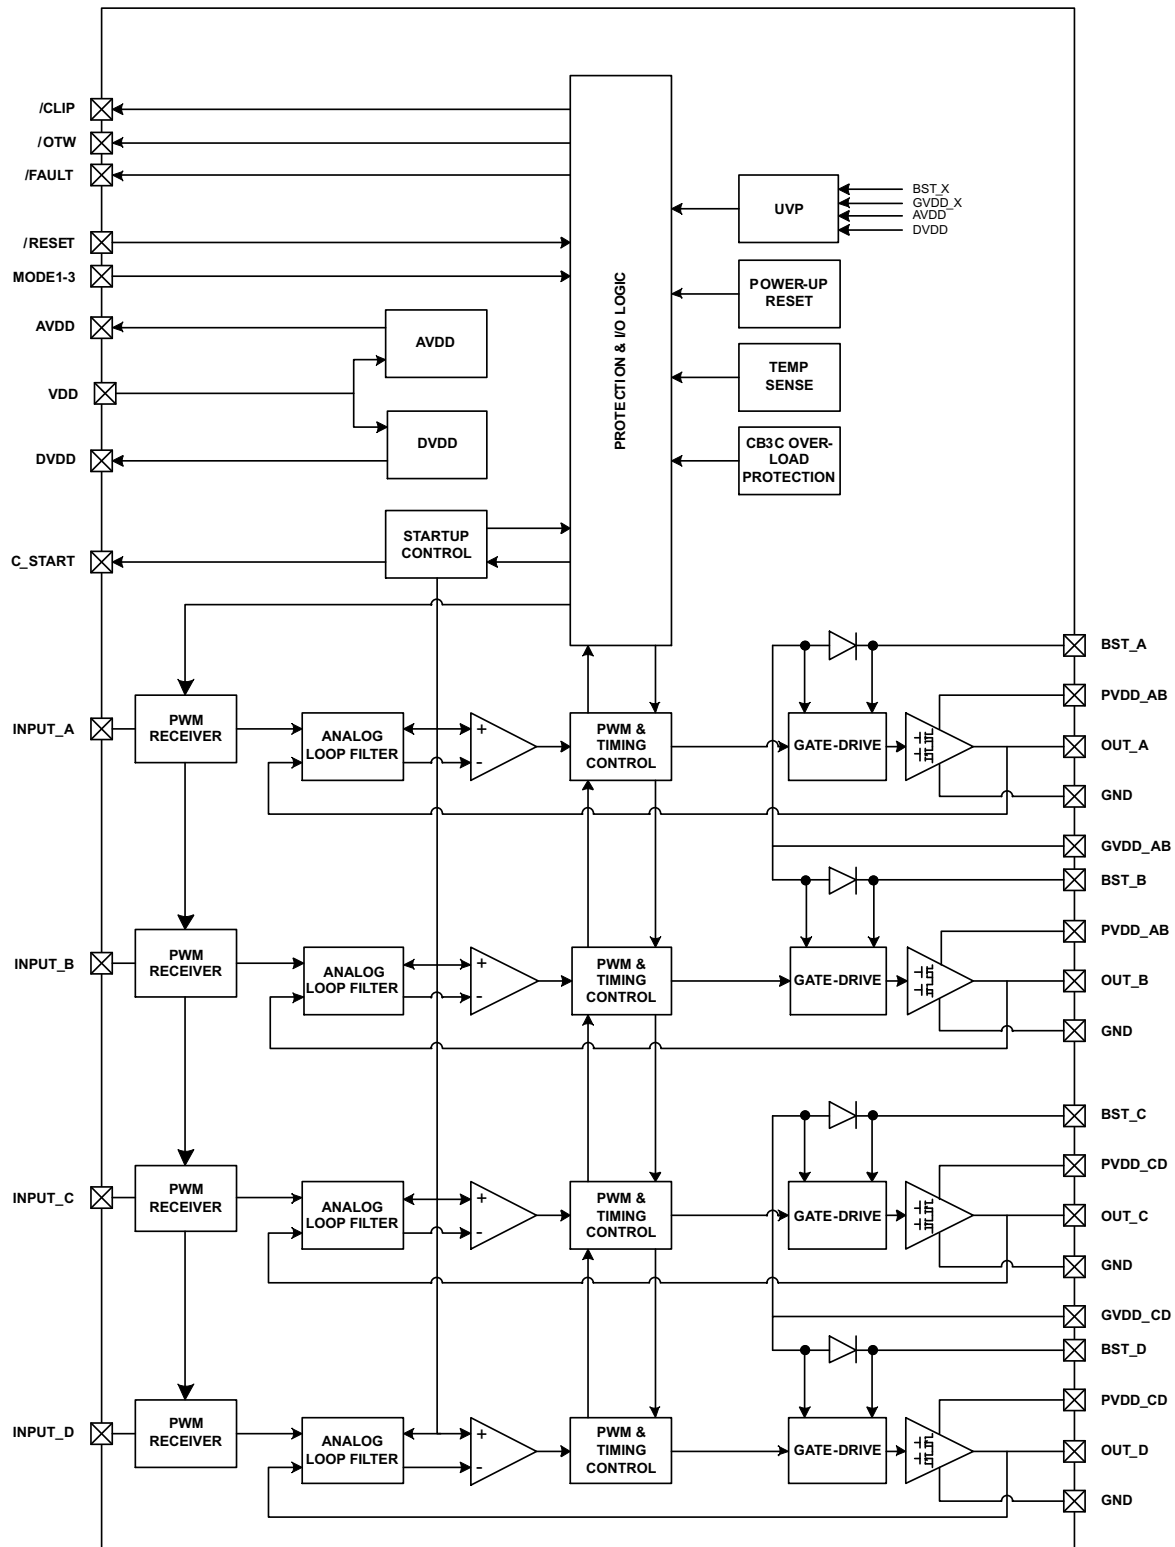 /CLIP
/OTW
/FAULT
/RESET
MODE1-3
AVDD
VDD
DVDD
C_START
AVDD
DVDD
STARTUP
CONTROL
PROTECTION & I/O LOGIC
UVP
BST_X
GVDD_X
AVDD
DVDD
POWER-UP
RESET
TEMP
SENSE
CB3C OVER-
LOAD
PROTECTION
INPUT_A
PWM
RECEIVER
ANALOG
LOOP FILTER
+
-
PWM &
TIMING
CONTROL
GATE-DRIVE
BST_A
PVDD_AB
OUT_A
GND
GVDD_AB
INPUT_B
PWM
RECEIVER
ANALOG
LOOP FILTER
+
-
PWM &
TIMING
CONTROL
GATE-DRIVE
BST_B
PVDD_AB
OUT_B
GND
INPUT_C
PWM
RECEIVER
ANALOG
LOOP FILTER
+
-
PWM &
TIMING
CONTROL
GATE-DRIVE
BST_C
PVDD_CD
OUT_C
GND
GVDD_CD
INPUT_D
PWM
RECEIVER
ANALOG
LOOP FILTER
+
-
PWM &
TIMING
CONTROL
GATE-DRIVE
BST_D
PVDD_CD
OUT_D
GND